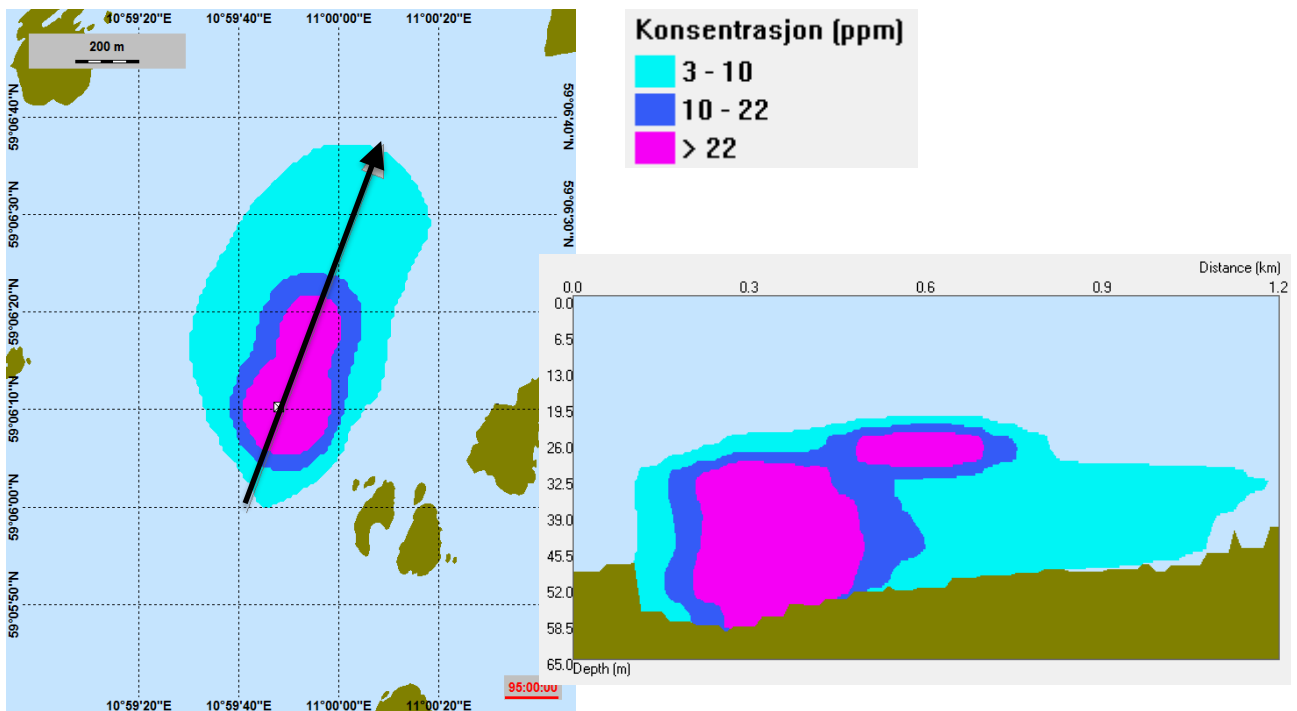 10°59'20"E 10°59'40"E 11°00'00"E 11°00'20"E
200 m
59°06'40"N
59°06'30"N
59°06'20"N
59°06'10"N
59°06'00"N
59°05'50"N
59°06'40"N
59°06'30"N
95:00:00
10°59'20"E 10°59'40"E 11°00'00"E 11°00'20"E
Konsentrasjon (ppm)
3 - 10
10 - 22
> 22
Distance (km)
0.0 0.3 0.6 0.9 1.2
0.0
6.5
13.0
19.5
26.0
32.5
39.0
45.5
52.0
58.5
65.0
Depth (m)